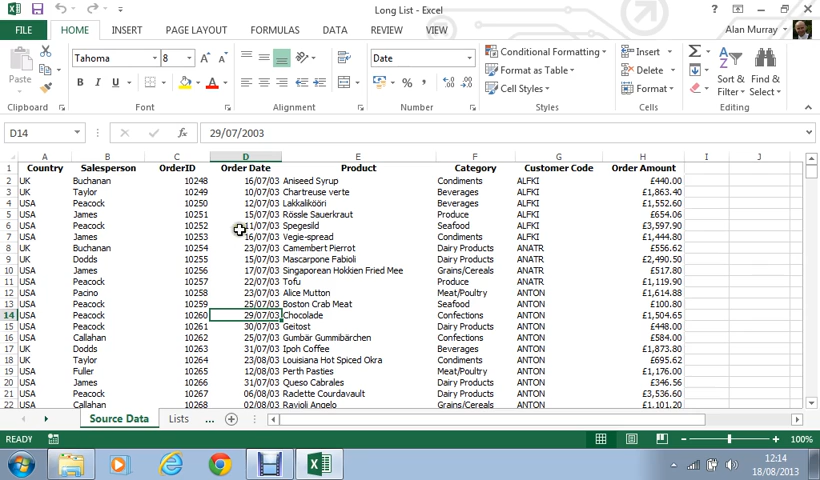 Long List - Excel
FILE HOME INSERT PAGE LAYOUT FORMULAS DATA REVIEW VIEW Alan Murray
Paste
Tahoma 8
B I U
Date
% ,
Conditional Formatting
Format as Table
Cell Styles
Insert
Delete
Format
Sort & Filter
Find & Select
Clipboard Font Alignment Number Styles Cells Editing
D14 fx 29/07/2003
A B C D E F G H I J
1 Country Salesperson OrderID Order Date Product Category Customer Code Order Amount
2 UK Buchanan 10248 16/07/03 Aniseed Syrup Condiments ALFKI £440.00
3 UK Taylor 10249 10/07/03 Chartreuse verte Beverages ALFKI £1,863.40
4 USA Peacock 10250 12/07/03 Lakkalikööri Beverages ALFKI £1,552.60
5 USA James 10251 15/07/03 Rössle Sauerkraut Produce ALFKI £654.06
6 USA Peacock 10252 11/07/03 Spegesild Seafood ALFKI £3,597.90
7 USA James 10253 16/07/03 Vegie-spread Condiments ALFKI £1,444.80
8 UK Buchanan 10254 23/07/03 Camembert Pierrot Dairy Products ANATR £556.62
9 UK Dodds 10255 15/07/03 Mascarpone Fabioli Dairy Products ANATR £2,490.50
10 USA James 10256 17/07/03 Singaporean Hokkien Fried Mee Grains/Cereals ANATR £517.80
11 USA Peacock 10257 22/07/03 Tofu Produce ANATR £1,119.90
12 USA Pacino 10258 23/07/03 Alice Mutton Meat/Poultry ANTON £1,614.88
13 USA Peacock 10259 25/07/03 Boston Crab Meat Seafood ANTON £100.80
14 USA Peacock 10260 29/07/03 Chocolade Confections ANTON £1,504.65
15 USA Peacock 10261 30/07/03 Geitost Dairy Products ANTON £448.00
16 USA Callahan 10262 25/07/03 Gumbär Gummibärchen Confections ANTON £584.00
17 UK Dodds 10263 31/07/03 Ipoh Coffee Beverages ANTON £1,873.80
18 UK Taylor 10264 23/08/03 Louisiana Hot Spiced Okra Condiments ANTON £695.62
19 USA Fuller 10265 12/08/03 Perth Pasties Meat/Poultry ANTON £1,176.00
20 USA James 10266 31/07/03 Queso Cabrales Dairy Products ANTON £346.56
21 USA Peacock 10267 06/08/03 Radette Courdavault Dairy Products ANTON £3,536.60
22 USA Callahan 10268 02/08/03 Ravioli Angelo Grains/Cereals ANTON £1,101.20
Source Data Lists ...
READY 100%
12:14
18/08/2013